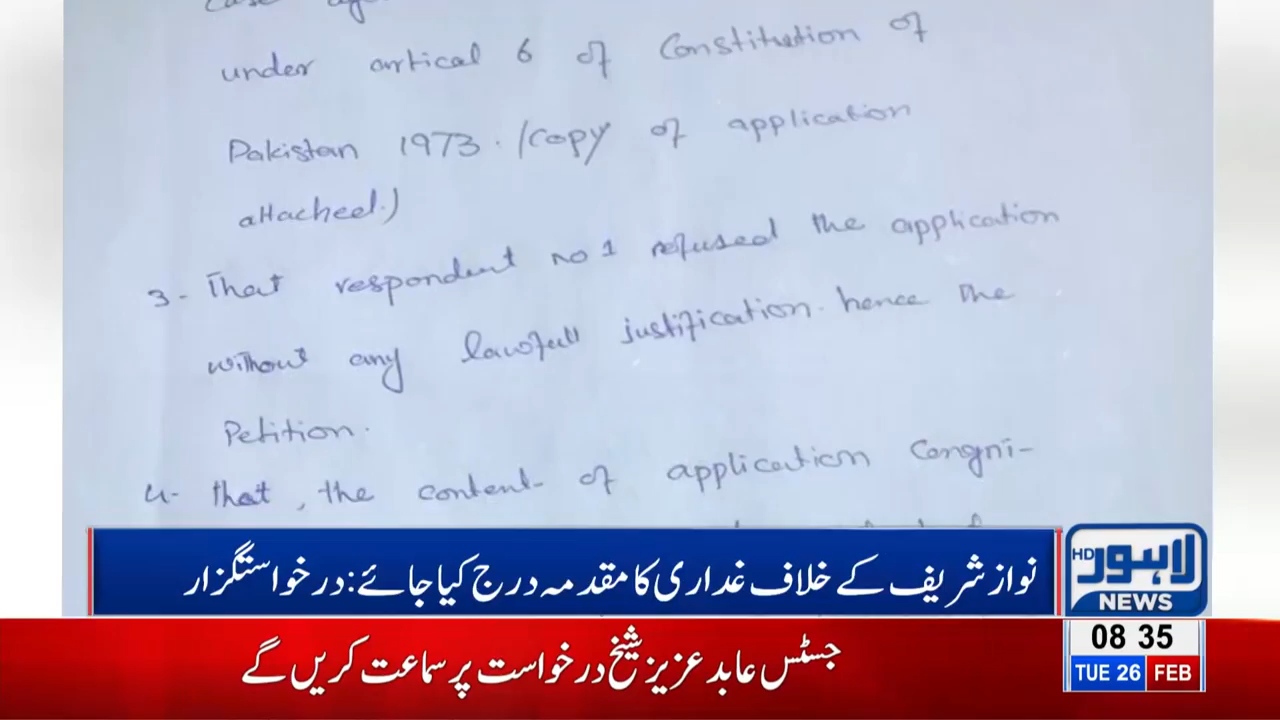 under artical 6 of Constitution of
Pakistan 1973. (copy of application
attached.)
3- That respondent no 1 refused the application
without any lawfull justification. hence the
Petition.
4- that, the content of application Congni-
نواز شریف کے خلاف غداری کا مقدمہ درج کیا جائے: درخواستگزار
HD لاہور
NEWS
جسٹس عابد عزیز شیخ درخواست پر سماعت کریں گے
08 35
TUE 26 FEB